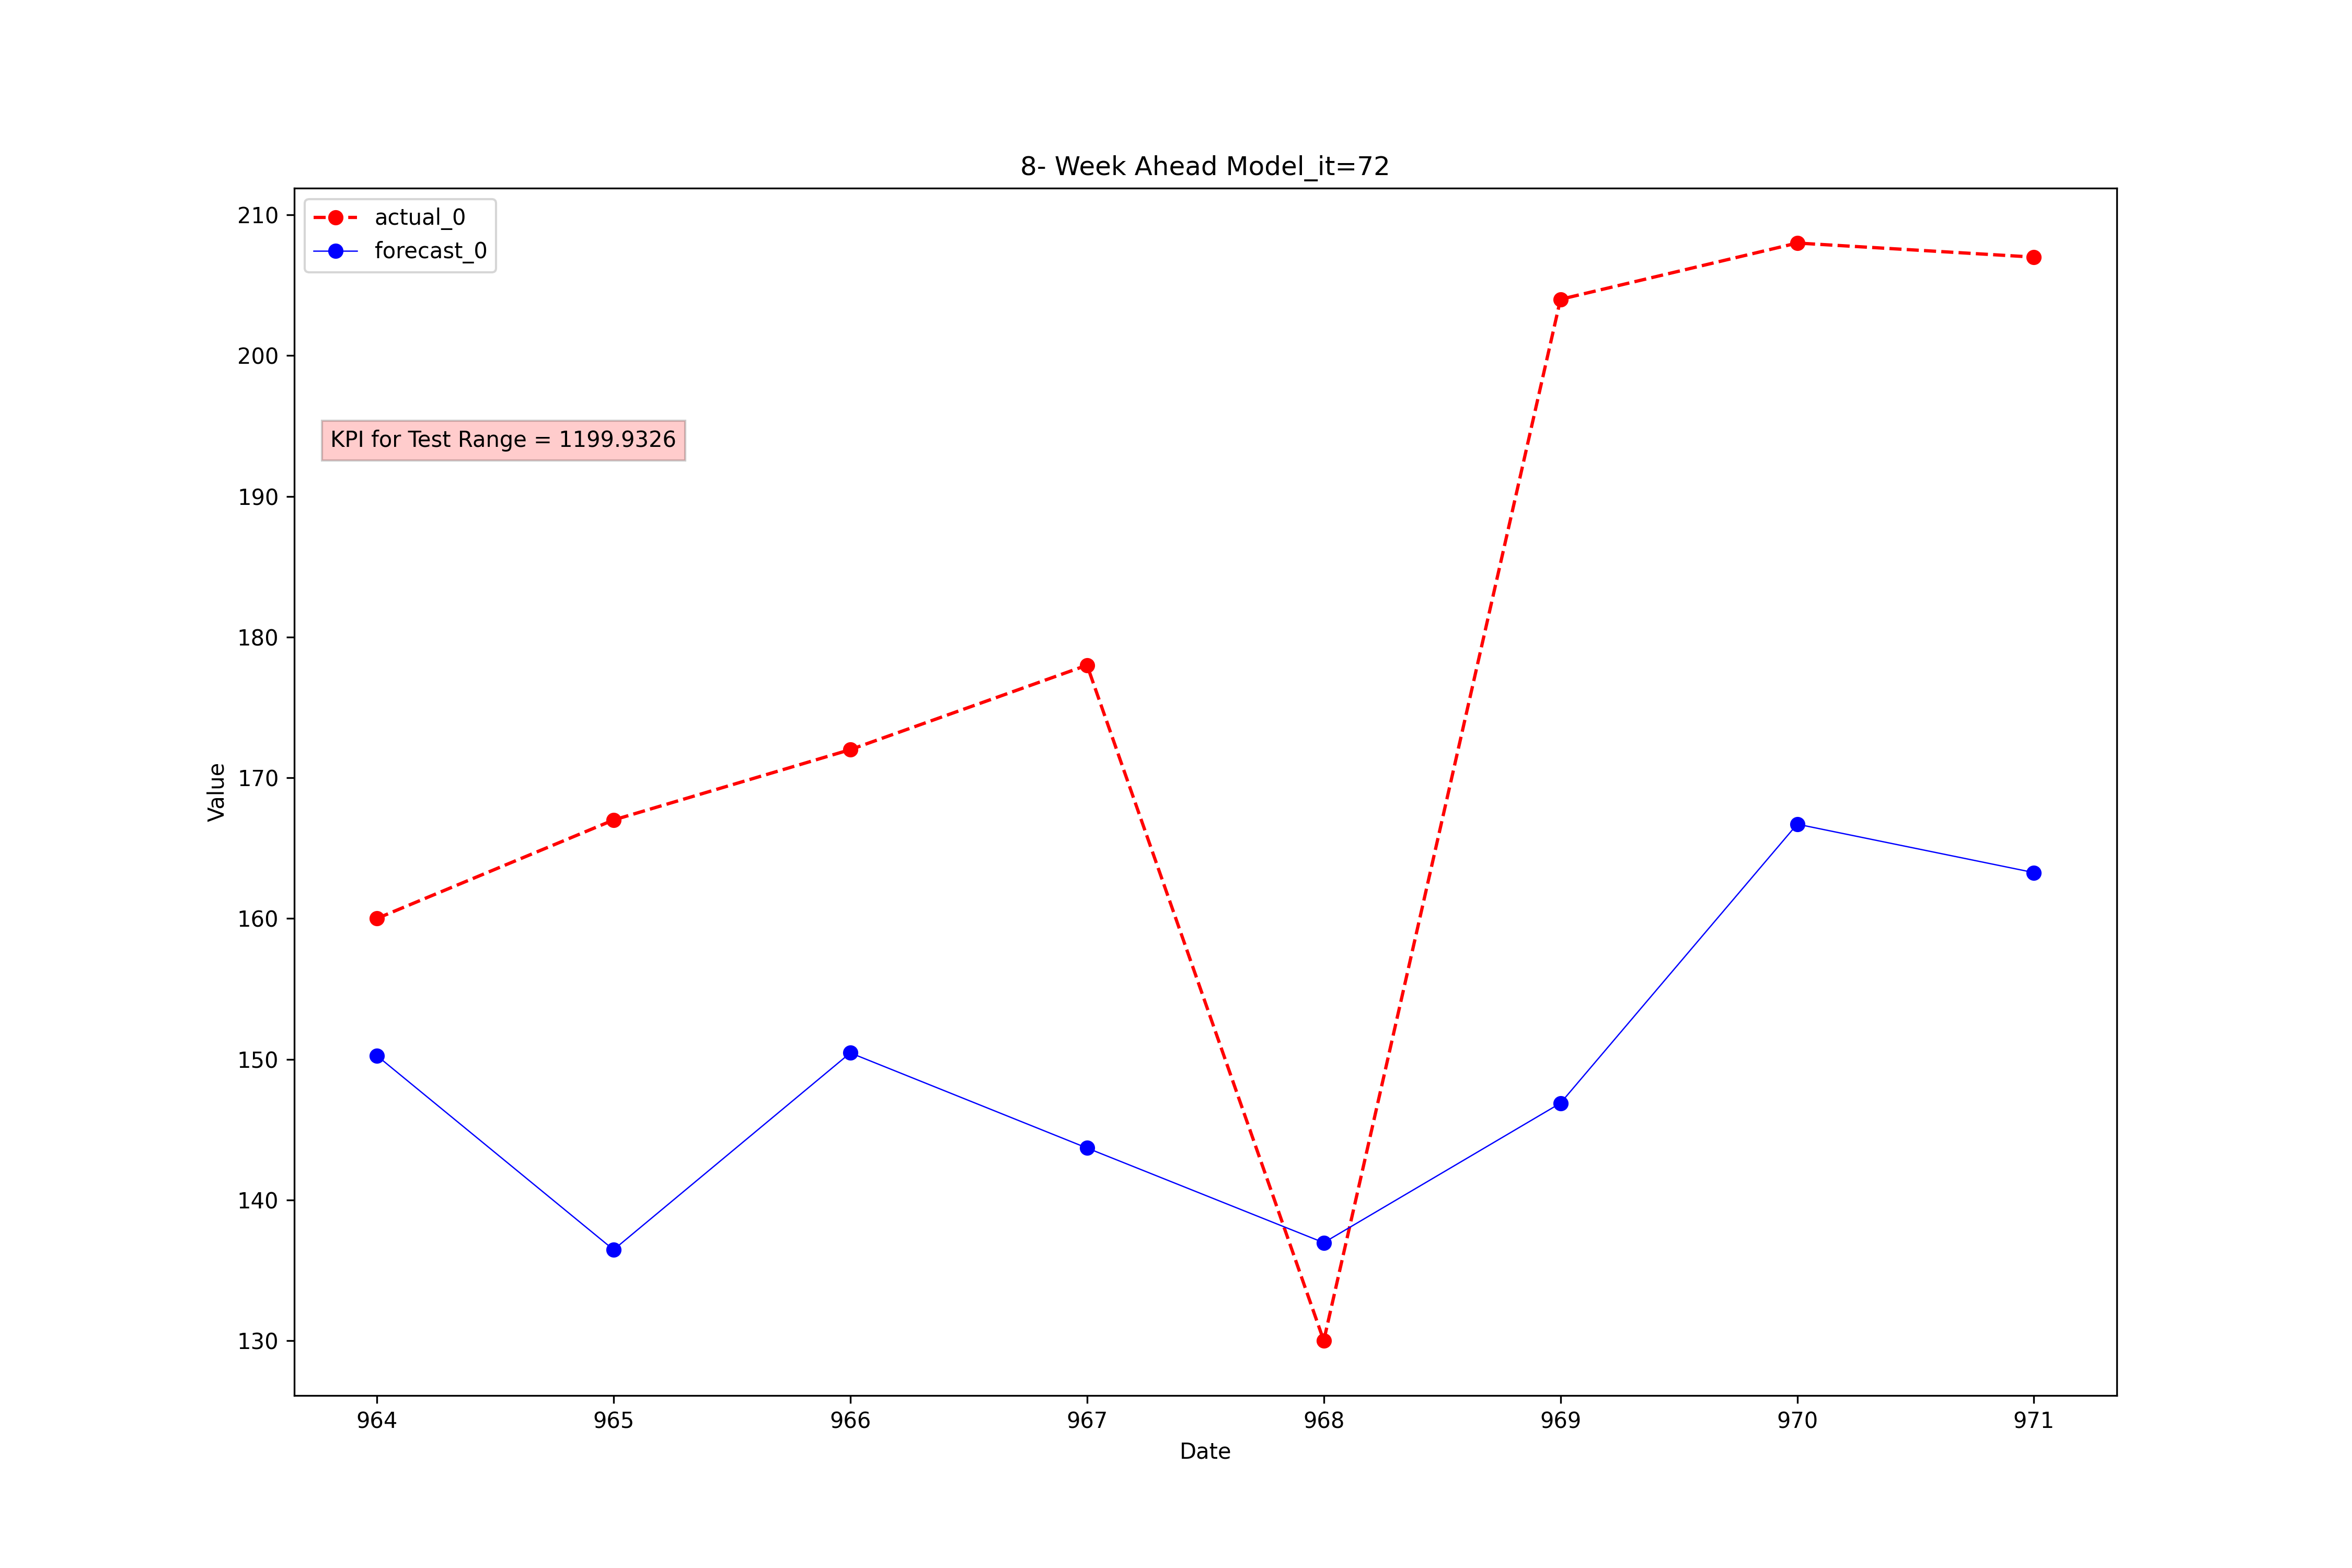 8- Week Ahead Model_it=72
actual_0
forecast_0
KPI for Test Range = 1199.9326
Value
210
200
190
180
170
160
150
140
130
964 965 966 967 968 969 970 971
Date